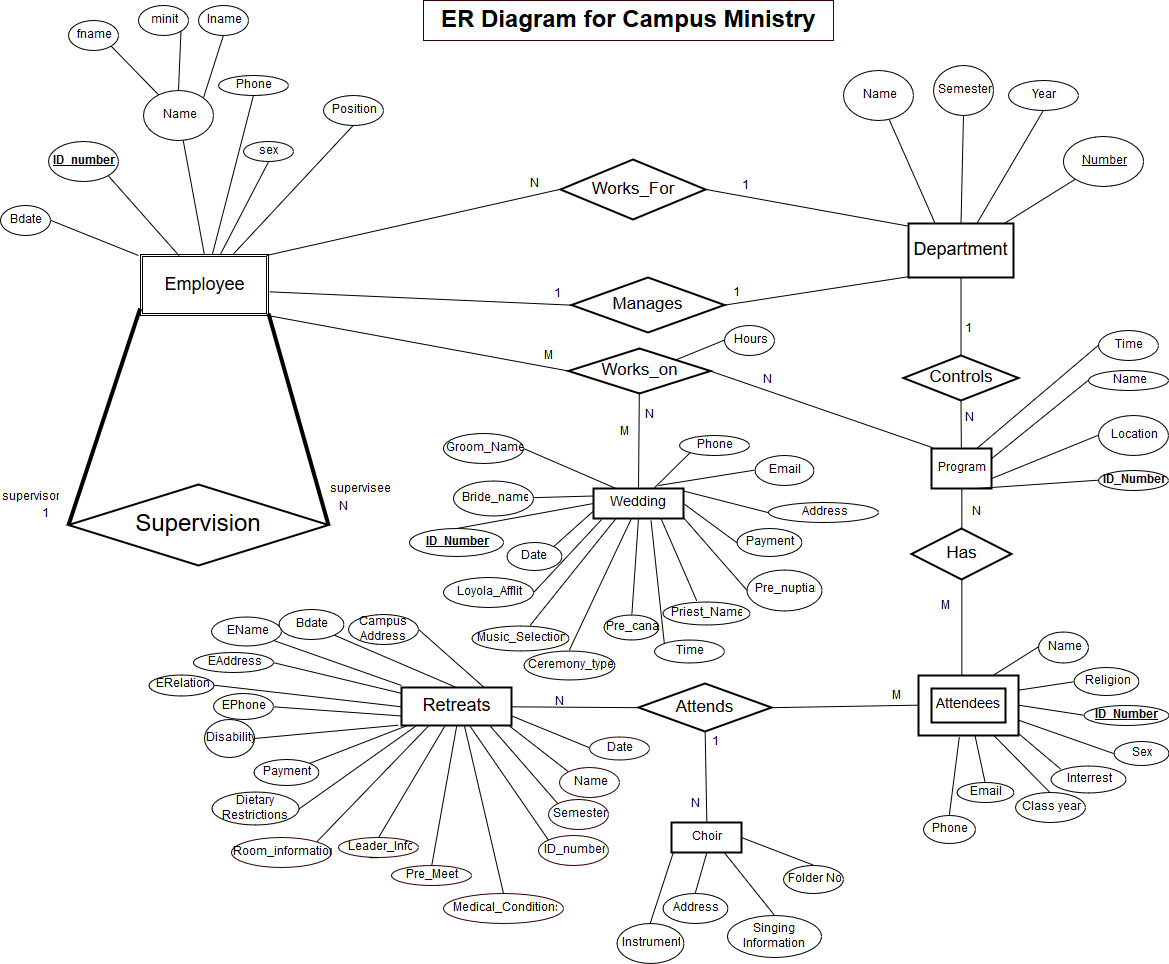 ER Diagram for Campus Ministry
fname
minit
lname
Name
Phone
Position
sex
ID_number
Bdate
Employee
Name
Semester
Year
Number
Department
N
Works_For
1
1
Manages
1
M
Works_on
Hours
N
N
M
1
Controls
N
Time
Name
Location
ID_Number
Program
N
Has
M
supervisor
1
supervisee
N
Supervision
Groom_Name
Phone
Email
Bride_name
Wedding
Address
ID_Number
Date
Payment
Loyola_Afflit
Pre_nuptia
Music_Selection
Pre_cana
Priest_Name
Ceremony_type
Time
EName
Bdate
Campus
Address
EAddress
ERelation
EPhone
Disabilit
Retreats
N
Attends
M
1
N
Payment
Dietary
Restrictions
Room_informatio
Leader_Info
Pre_Meet
Medical_Condition
ID_number
Semester
Name
Date
Attendees
Name
Religion
ID_Number
Sex
Interrest
Class year
Email
Phone
Choir
Folder No
Address
Instrument
Singing
Information